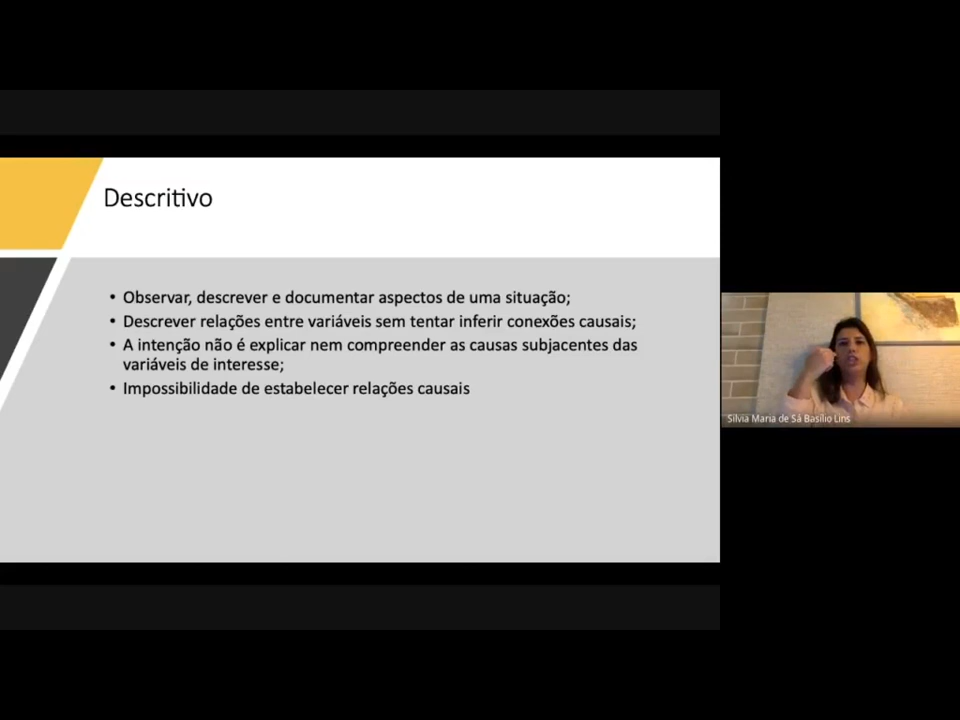 Descritivo
• Observar, descrever e documentar aspectos de uma situação;
• Descrever relações entre variáveis sem tentar inferir conexões causais;
• A intenção não é explicar nem compreender as causas subjacentes das
variáveis de interesse;
• Impossibilidade de estabelecer relações causais
Silvia Maria de Sá Basilio Lins